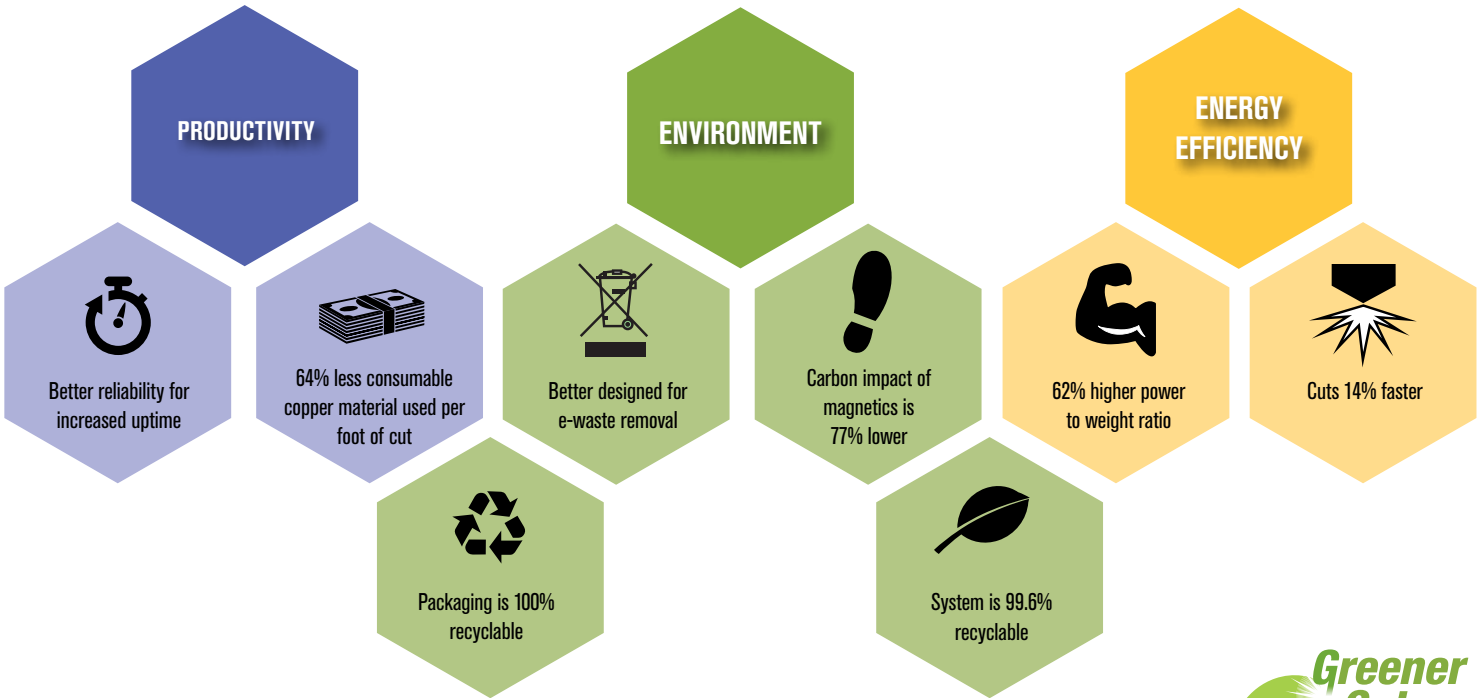 PRODUCTIVITY
ENVIRONMENT
ENERGY
EFFICIENCY
Better reliability for
increased uptime
64% less consumable
copper material used per
foot of cut
Better designed for
e-waste removal
Carbon impact of
magnetics is
77% lower
62% higher power
to weight ratio
Cuts 14% faster
Packaging is 100%
recyclable
System is 99.6%
recyclable
Greener